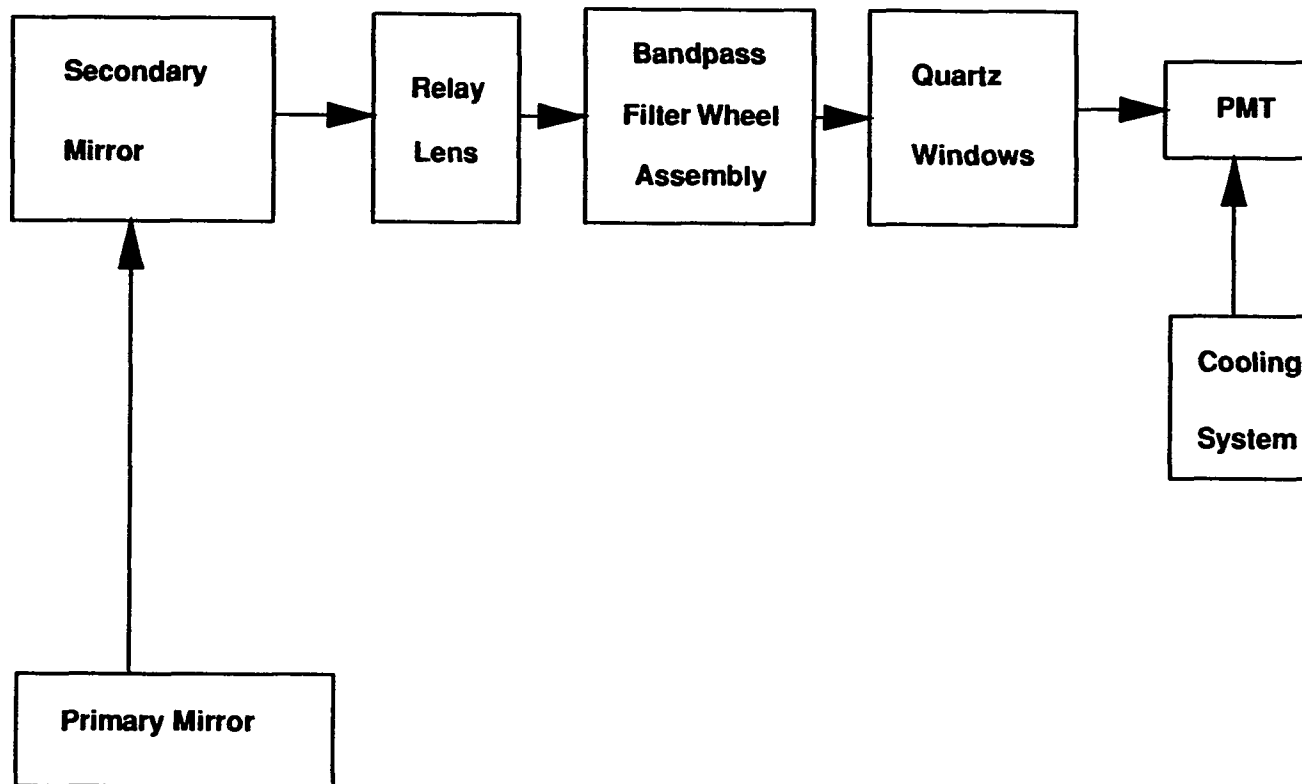 Secondary
Mirror
Relay
Lens
Bandpass
Filter Wheel
Assembly
Quartz
Windows
PMT
Cooling
System
Primary Mirror